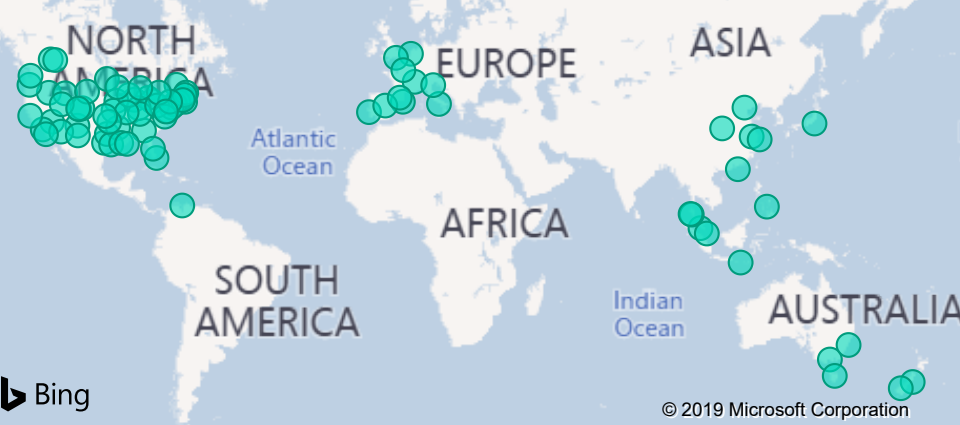 NORTH
AMERICA
EUROPE
ASIA
Atlantic
Ocean
AFRICA
SOUTH
AMERICA
Indian
Ocean
AUSTRALIA
Bing
© 2019 Microsoft Corporation